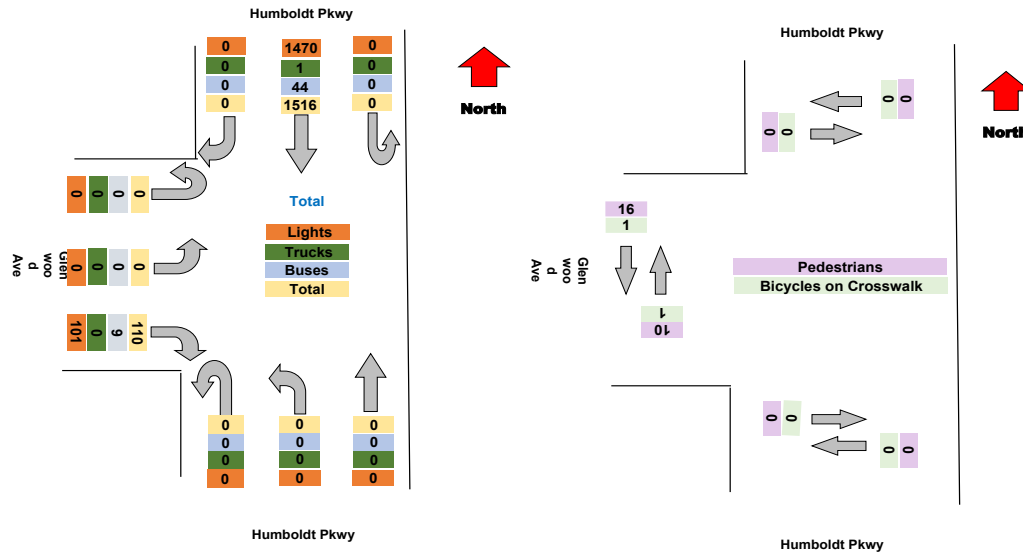 Humboldt Pkwy
0 1470 0
0 1 0
0 44 0
0 1516 0
North
0 0 0 0
Total
Glen
woo
d
Ave
0 0 0 0
Lights
Trucks
Buses
Total
101 0 9 110
0 0 0
0 0 0
0 0 0
0 0 0
Humboldt Pkwy
Humboldt Pkwy
0 0
0 0
North
16
1
Glen
woo
d
Ave
Pedestrians
Bicycles on Crosswalk
1
10
0 0
0 0
Humboldt Pkwy